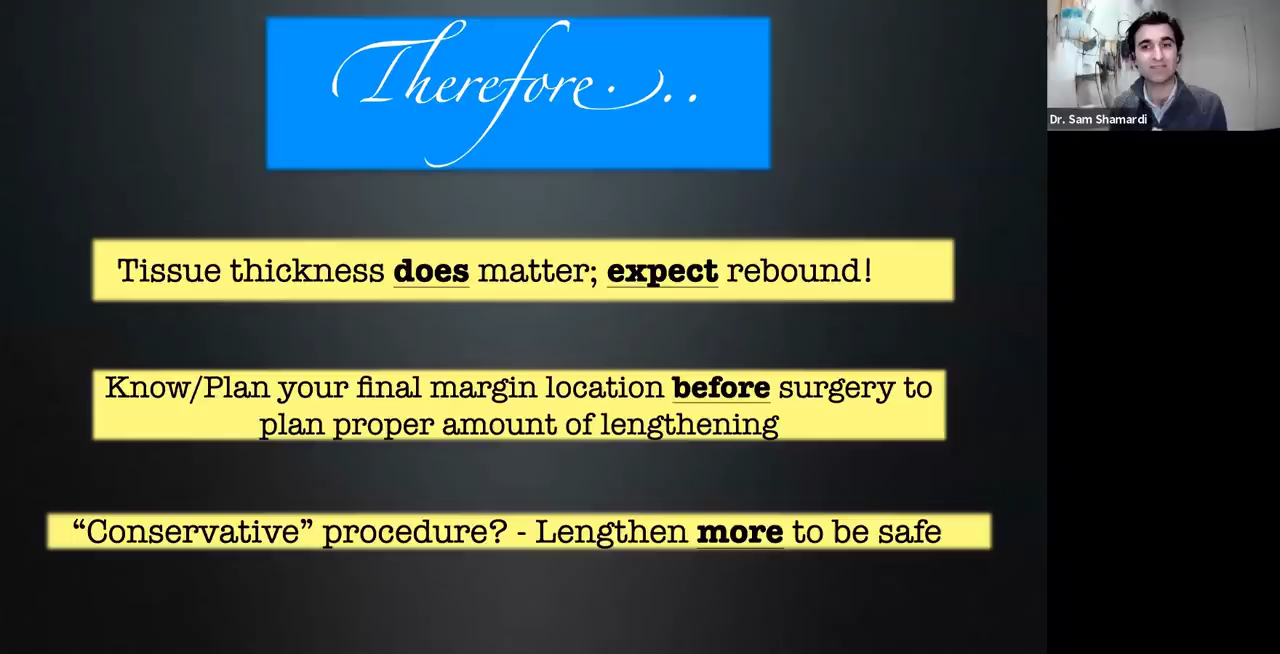 Therefore...
Dr. Sam Shamardi
Tissue thickness does matter; expect rebound!
Know/Plan your final margin location before surgery to
plan proper amount of lengthening
“Conservative” procedure? - Lengthen more to be safe